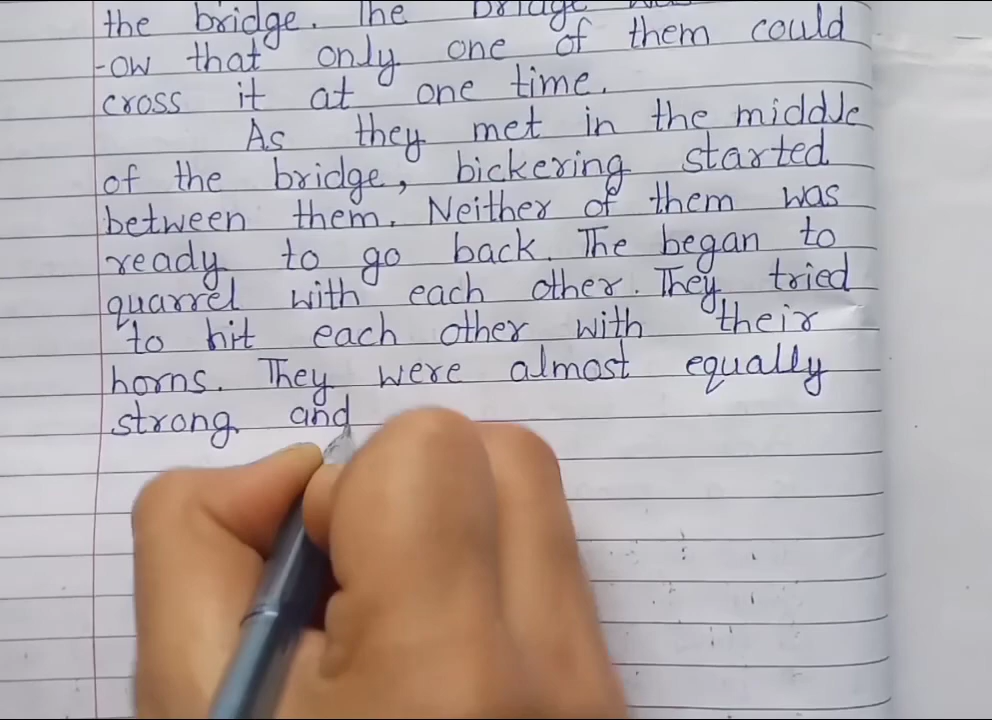 the bridge. The bridge
-ow that only one of them could
cross it at one time.
As they met in the middle
of the bridge, bickering started
between them. Neither of them was
ready to go back. The began to
quarrel with each other. They tried
to hit each other with their
horns. They were almost equally
strong and